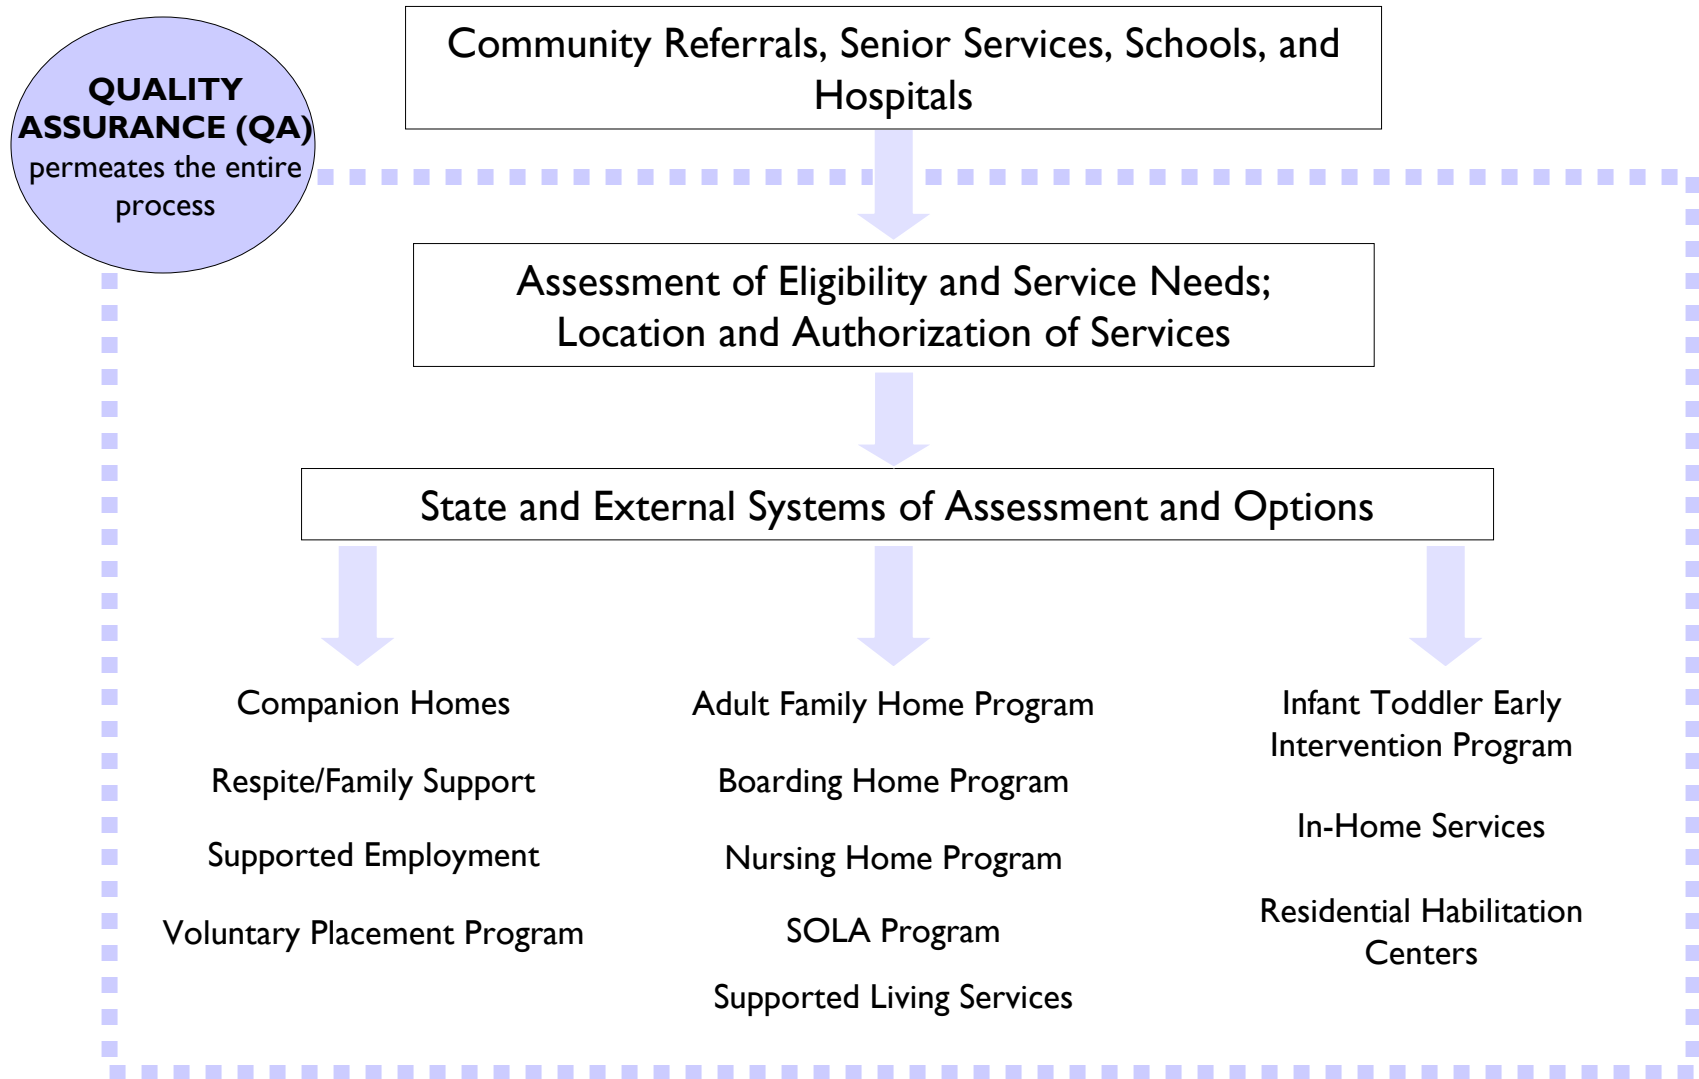 QUALITY
ASSURANCE (QA)
permeates the entire
process
Community Referrals, Senior Services, Schools, and
Hospitals
Assessment of Eligibility and Service Needs;
Location and Authorization of Services
State and External Systems of Assessment and Options
Companion Homes
Respite/Family Support
Supported Employment
Voluntary Placement Program
Adult Family Home Program
Boarding Home Program
Nursing Home Program
SOLA Program
Supported Living Services
Infant Toddler Early
Intervention Program
In-Home Services
Residential Habilitation
Centers